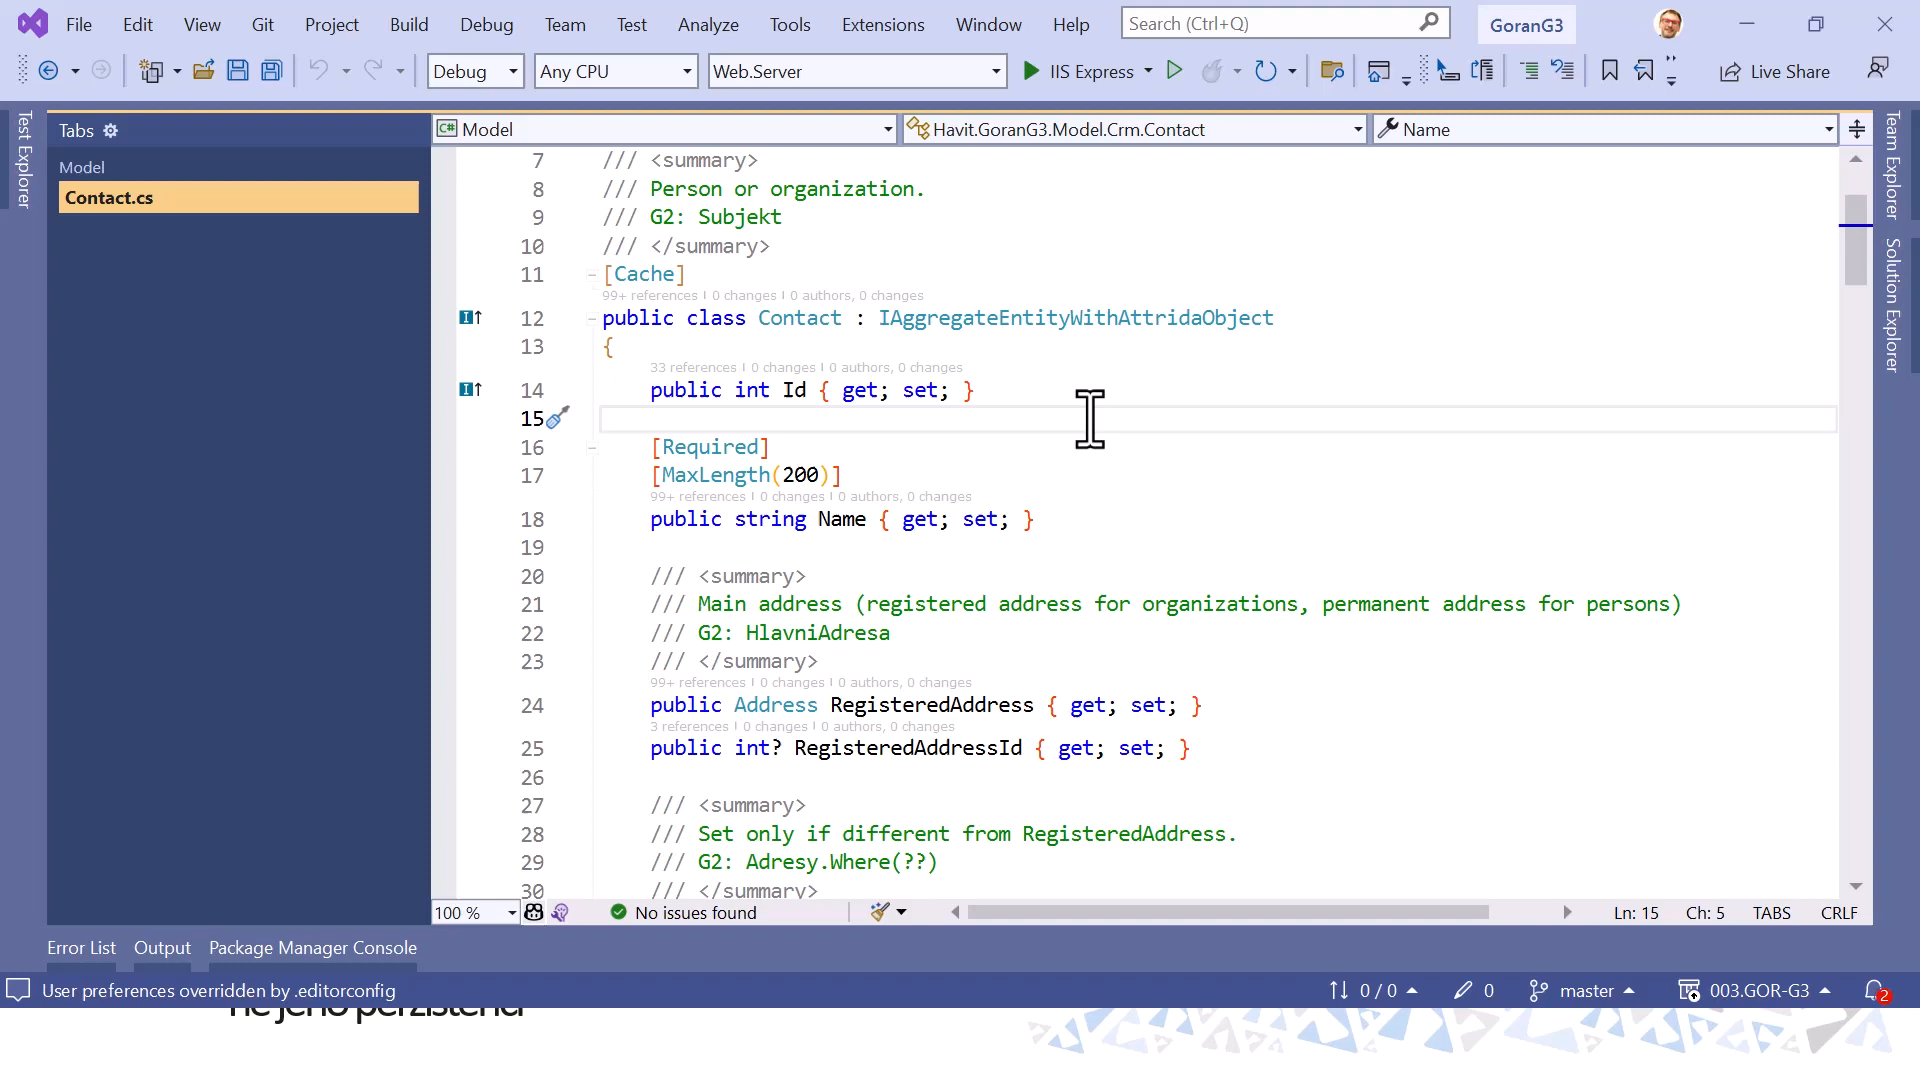 File Edit View Git Project Build Debug Team Test Analyze Tools Extensions Window Help Search (Ctrl+Q) GoranG3
Debug Any CPU Web.Server IIS Express Live Share
Test Explorer
Tabs
Model
Contact.cs
Model Havit.GoranG3.Model.Crm.Contact Name
7 /// <summary>
8 /// Person or organization.
9 /// G2: Subjekt
10 /// </summary>
11 [Cache]
99+ references | 0 changes | 0 authors, 0 changes
12 public class Contact : IAggregateEntityWithAttridaObject
13 {
33 references | 0 changes | 0 authors, 0 changes
14 public int Id { get; set; }
15
16 [Required]
17 [MaxLength(200)]
99+ references | 0 changes | 0 authors, 0 changes
18 public string Name { get; set; }
19
20 /// <summary>
21 /// Main address (registered address for organizations, permanent address for persons)
22 /// G2: HlavniAdresa
23 /// </summary>
99+ references | 0 changes | 0 authors, 0 changes
24 public Address RegisteredAddress { get; set; }
3 references | 0 changes | 0 authors, 0 changes
25 public int? RegisteredAddressId { get; set; }
26
27 /// <summary>
28 /// Set only if different from RegisteredAddress.
29 /// G2: Adresy.Where(??)
30 /// </summary>
Team Explorer
Solution Explorer
100 % No issues found Ln: 15 Ch: 5 TABS CRLF
Error List Output Package Manager Console
User preferences overridden by .editorconfig 0 / 0 0 master 003.GOR-G3 2